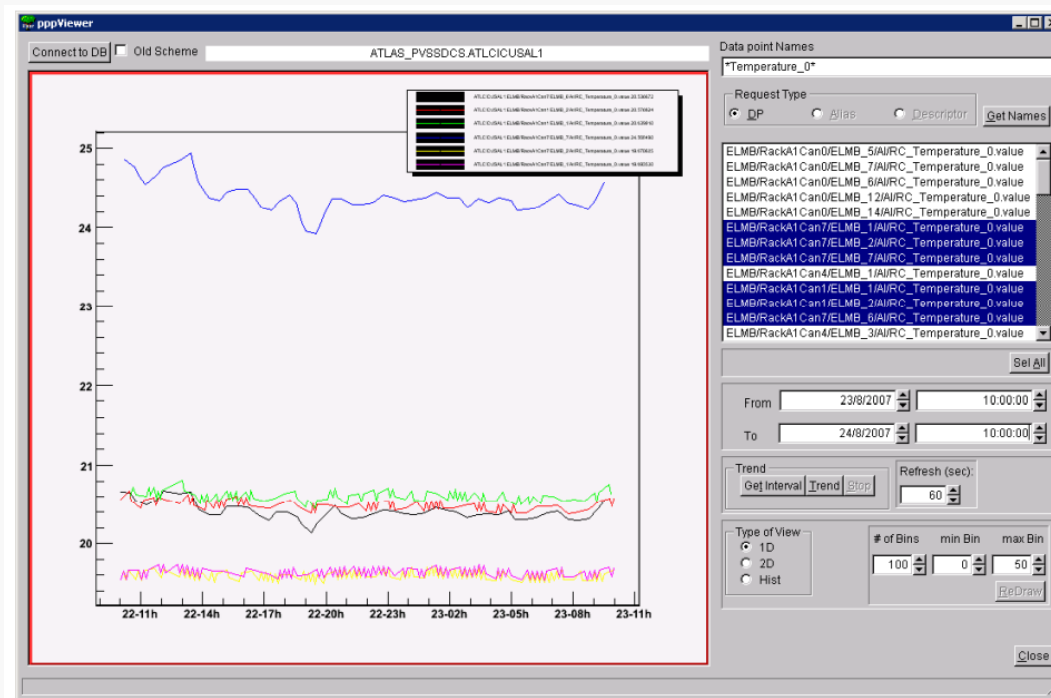 pppViewer
Connect to DB
Old Scheme
ATLAS_PVSSDCS.ATLCICUSAL1
25
24
23
22
21
20
22-11h 22-14h 22-17h 22-20h 22-23h 23-02h 23-05h 23-08h 23-11h
Data point Names
*Temperature_0*
Request Type
DP Alias Descriptor
Get Names
ELMB/RackA1Can0/ELMB_5/AI/RC_Temperature_0.value
ELMB/RackA1Can0/ELMB_7/AI/RC_Temperature_0.value
ELMB/RackA1Can0/ELMB_6/AI/RC_Temperature_0.value
ELMB/RackA1Can0/ELMB_12/AI/RC_Temperature_0.value
ELMB/RackA1Can0/ELMB_14/AI/RC_Temperature_0.value
ELMB/RackA1Can7/ELMB_1/AI/RC_Temperature_0.value
ELMB/RackA1Can7/ELMB_2/AI/RC_Temperature_0.value
ELMB/RackA1Can7/ELMB_7/AI/RC_Temperature_0.value
ELMB/RackA1Can4/ELMB_1/AI/RC_Temperature_0.value
ELMB/RackA1Can1/ELMB_1/AI/RC_Temperature_0.value
ELMB/RackA1Can1/ELMB_2/AI/RC_Temperature_0.value
ELMB/RackA1Can7/ELMB_6/AI/RC_Temperature_0.value
ELMB/RackA1Can4/ELMB_3/AI/RC_Temperature_0.value
Sel All
From 23/8/2007 10:00:00
To 24/8/2007 10:00:00
Trend
Get Interval Trend Stop
Refresh (sec):
60
Type of View
1D
2D
Hist
# of Bins min Bin max Bin
100 0 50
ReDraw
Close